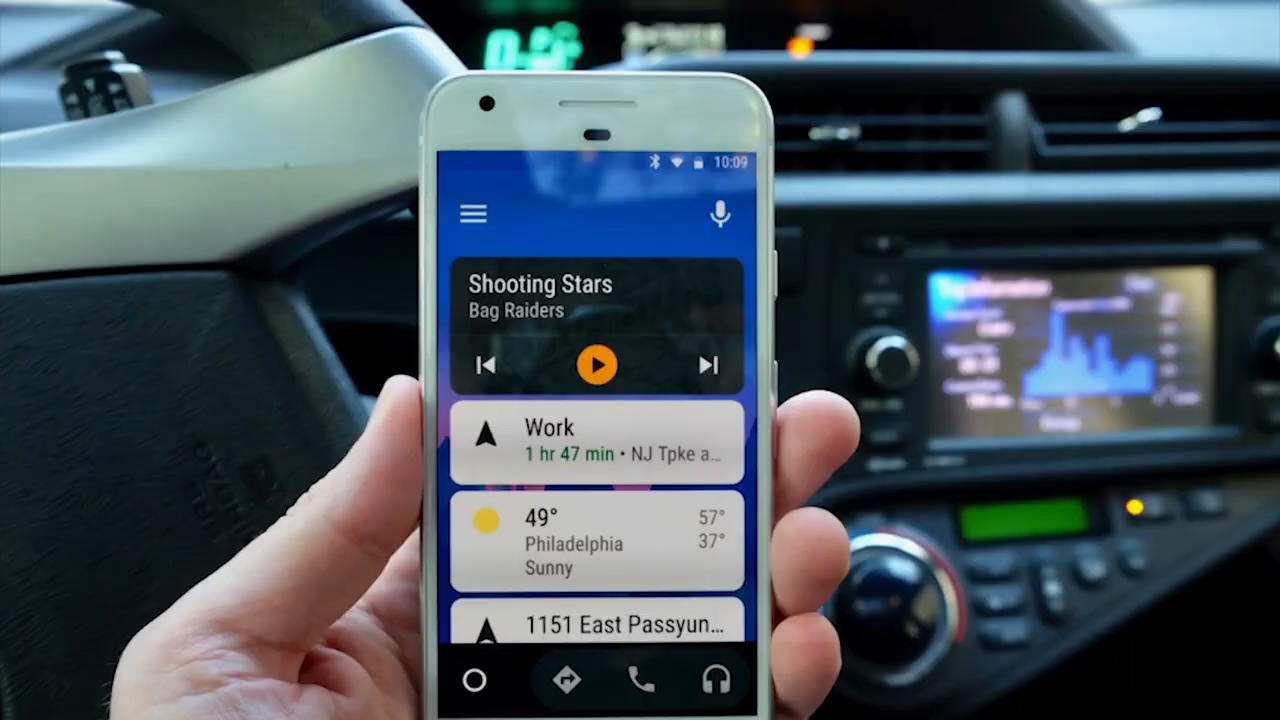 10:09
Shooting Stars
Bag Raiders
Work
1 hr 47 min • NJ Tpke a...
49°
57°
Philadelphia
37°
Sunny
1151 East Passyun...